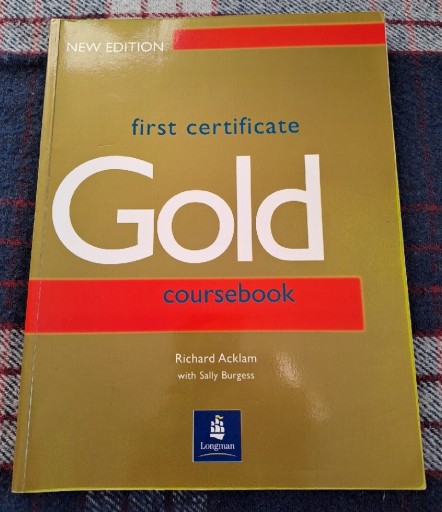 NEW EDITION
first certificate
Gold
coursebook
Richard Acklam
with Sally Burgess
Longman